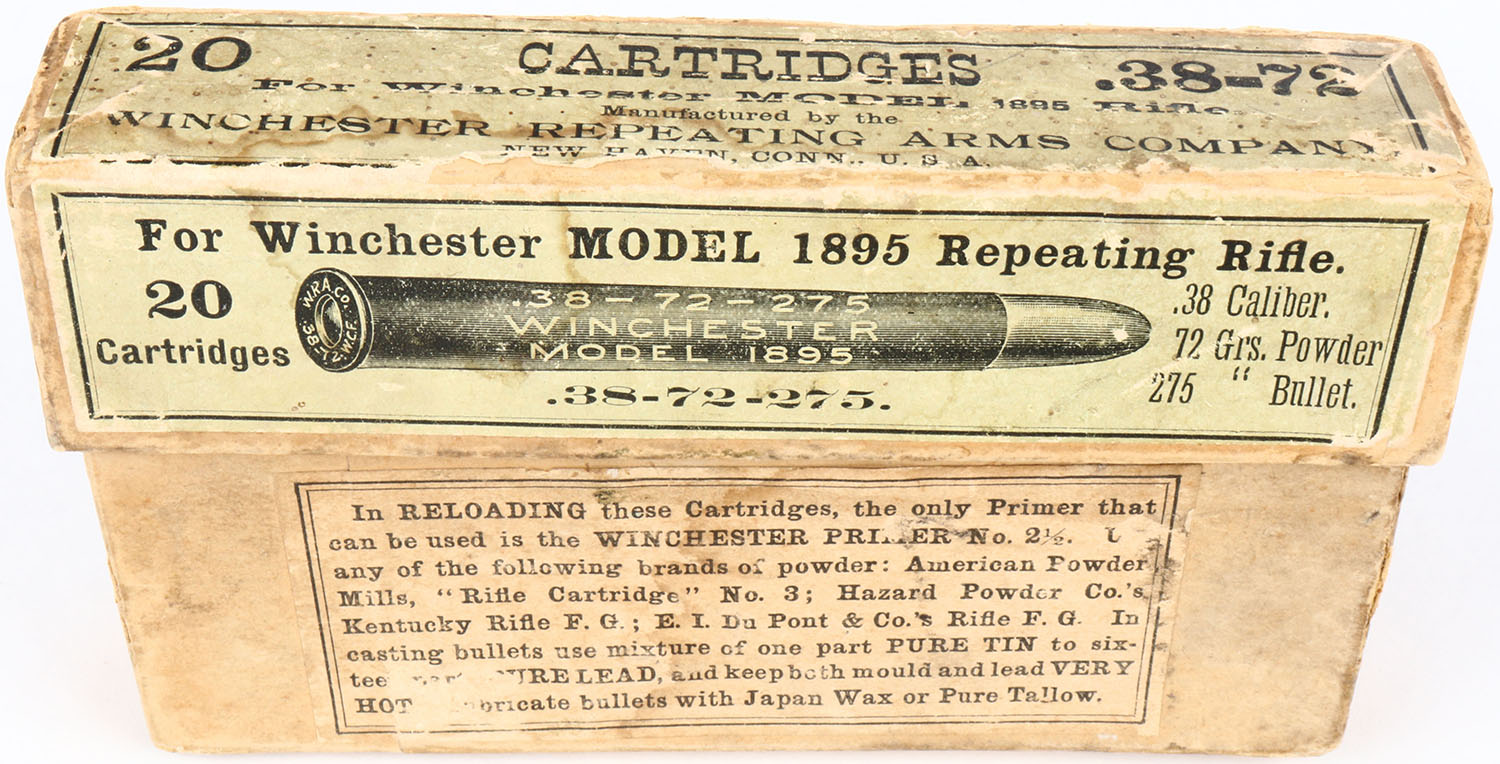 20 CARTRIDGES .38-72
For Winchester MODEL 1895 Rifle.
Manufactured by the
WINCHESTER REPEATING ARMS COMPANY,
NEW HAVEN, CONN., U. S. A.
For Winchester MODEL 1895 Repeating Rifle.
20
Cartridges
W.R.A.Co.
.38-72.W.C.F.
.38-72-275
WINCHESTER
MODEL 1895
.38-72-275.
.38 Caliber.
72 Grs. Powder
275 " Bullet.
In RELOADING these Cartridges, the only Primer that
can be used is the WINCHESTER PRIMER No. 2½.
any of the following brands of powder: American Powder
Mills, "Rifle Cartridge" No. 3; Hazard Powder Co.'s
Kentucky Rifle F. G.; E. I. Du Pont & Co.'s Rifle F. G. In
casting bullets use mixture of one part PURE TIN to six-
tee PURE LEAD, and keep both mould and lead VERY
HOT bricate bullets with Japan Wax or Pure Tallow.